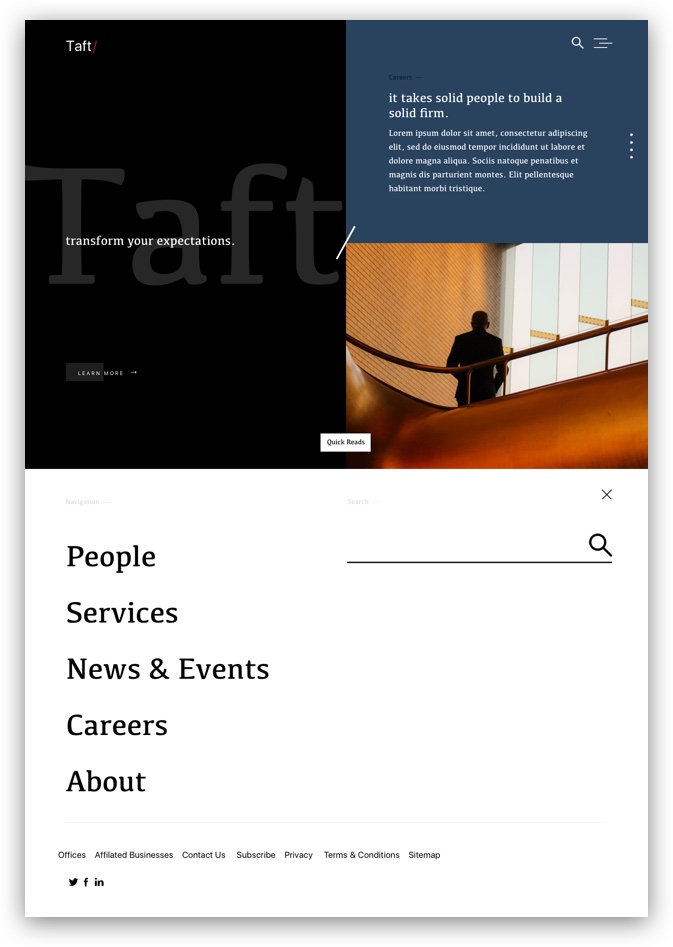 Taft/
Taft
transform your expectations.
LEARN MORE →
Careers —
it takes solid people to build a
solid firm.
Lorem ipsum dolor sit amet, consectetur adipiscing
elit, sed do eiusmod tempor incididunt ut labore et
dolore magna aliqua. Sociis natoque penatibus et
magnis dis parturient montes. Elit pellentesque
habitant morbi tristique.
Quick Reads
Navigation —
Search —
People
Services
News & Events
Careers
About
Offices Affilated Businesses Contact Us Subscribe Privacy Terms & Conditions Sitemap